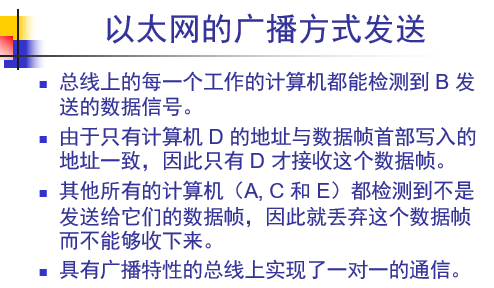 以太网的广播方式发送
总线上的每一个工作的计算机都能检测到 B 发
送的数据信号。
由于只有计算机 D 的地址与数据帧首部写入的
地址一致，因此只有 D 才接收这个数据帧。
其他所有的计算机（A, C 和 E）都检测到不是
发送给它们的数据帧，因此就丢弃这个数据帧
而不能够收下来。
具有广播特性的总线上实现了一对一的通信。